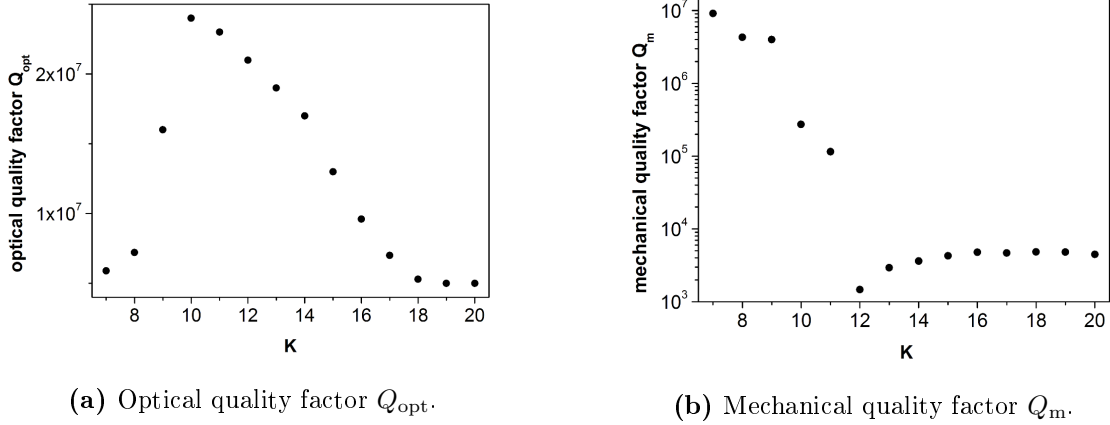 optical quality factor Q_opt
2x10^7
1x10^7
8 10 12 14 16 18 20
K
(a) Optical quality factor Q_opt.
mechanical quality factor Q_m
10^7
10^6
10^5
10^4
10^3
8 10 12 14 16 18 20
K
(b) Mechanical quality factor Q_m.